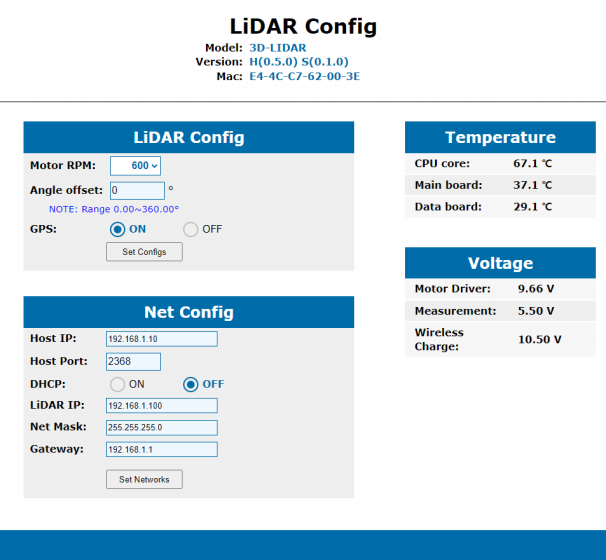 LiDAR Config
Model: 3D-LIDAR
Version: H(0.5.0) S(0.1.0)
Mac: E4-4C-C7-62-00-3E
LiDAR Config
Motor RPM: 600
Angle offset: 0 °
NOTE: Range 0.00~360.00°
GPS: ON OFF
Set Configs
Net Config
Host IP: 192.168.1.10
Host Port: 2368
DHCP: ON OFF
LiDAR IP: 192.168.1.100
Net Mask: 255.255.255.0
Gateway: 192.168.1.1
Set Networks
Temperature
CPU core: 67.1 ℃
Main board: 37.1 ℃
Data board: 29.1 ℃
Voltage
Motor Driver: 9.66 V
Measurement: 5.50 V
Wireless
Charge: 10.50 V